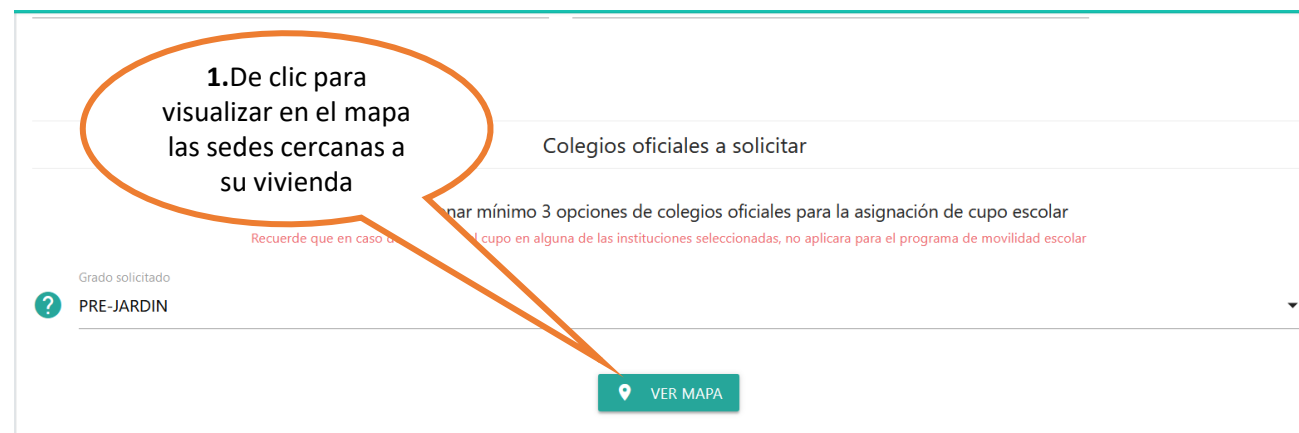 1.De clic para
visualizar en el mapa
las sedes cercanas a
su vivienda
Colegios oficiales a solicitar
nar mínimo 3 opciones de colegios oficiales para la asignación de cupo escolar
Recuerde que en caso d l cupo en alguna de las instituciones seleccionadas, no aplicara para el programa de movilidad escolar
Grado solicitado
? PRE-JARDIN
VER MAPA